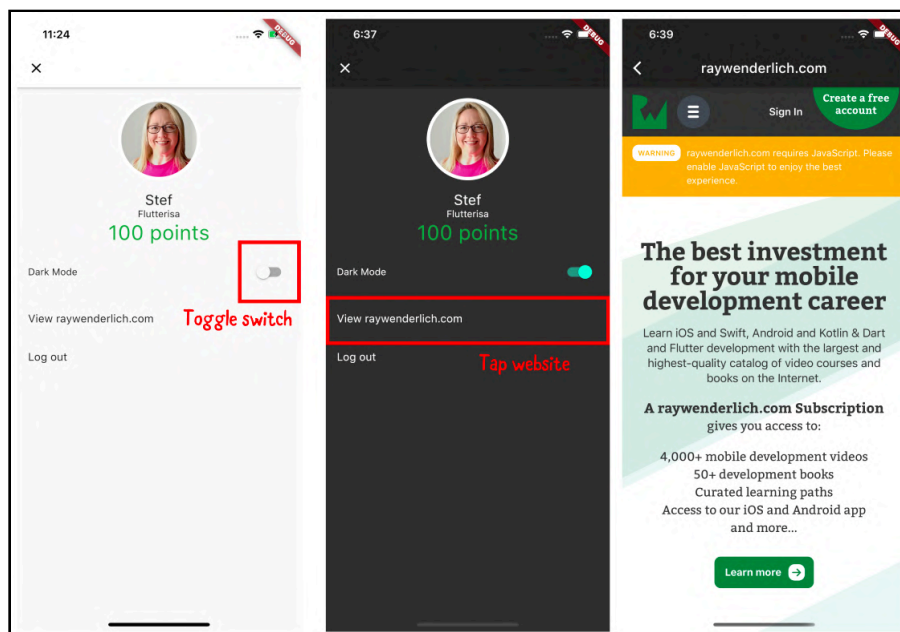 11:24
DEBUG
Stef
Flutterisa
100 points
Dark Mode
View raywenderlich.com
Toggle switch
Log out
6:37
DEBUG
Stef
Flutterisa
100 points
Dark Mode
View raywenderlich.com
Log out
Tap website
6:39
DEBUG
raywenderlich.com
Sign In
Create a free
account
WARNING
raywenderlich.com requires JavaScript. Please
enable JavaScript to enjoy the best
experience.
The best investment
for your mobile
development career
Learn iOS and Swift, Android and Kotlin & Dart
and Flutter development with the largest and
highest-quality catalog of video courses and
books on the Internet.
A raywenderlich.com Subscription
gives you access to:
4,000+ mobile development videos
50+ development books
Curated learning paths
Access to our iOS and Android app
and more...
Learn more